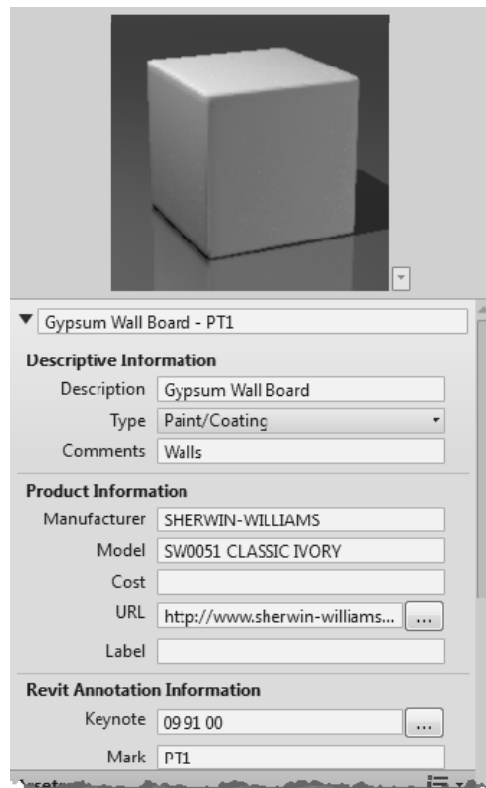 Gypsum Wall Board - PT1
Descriptive Information
Description Gypsum Wall Board
Type Paint/Coating
Comments Walls
Product Information
Manufacturer SHERWIN-WILLIAMS
Model SW0051 CLASSIC IVORY
Cost
URL http://www.sherwin-williams... ...
Label
Revit Annotation Information
Keynote 09 91 00 ...
Mark PT1